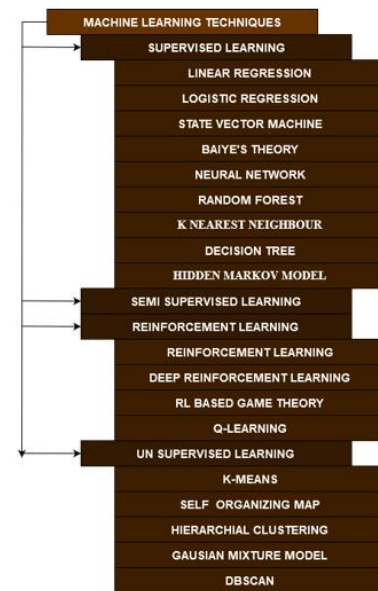 MACHINE LEARNING TECHNIQUES
SUPERVISED LEARNING
LINEAR REGRESSION
LOGISTIC REGRESSION
STATE VECTOR MACHINE
BAIYE'S THEORY
NEURAL NETWORK
RANDOM FOREST
K NEAREST NEIGHBOUR
DECISION TREE
HIDDEN MARKOV MODEL
SEMI SUPERVISED LEARNING
REINFORCEMENT LEARNING
REINFORCEMENT LEARNING
DEEP REINFORCEMENT LEARNING
RL BASED GAME THEORY
Q-LEARNING
UN SUPERVISED LEARNING
K-MEANS
SELF ORGANIZING MAP
HIERARCHIAL CLUSTERING
GAUSIAN MIXTURE MODEL
DBSCAN